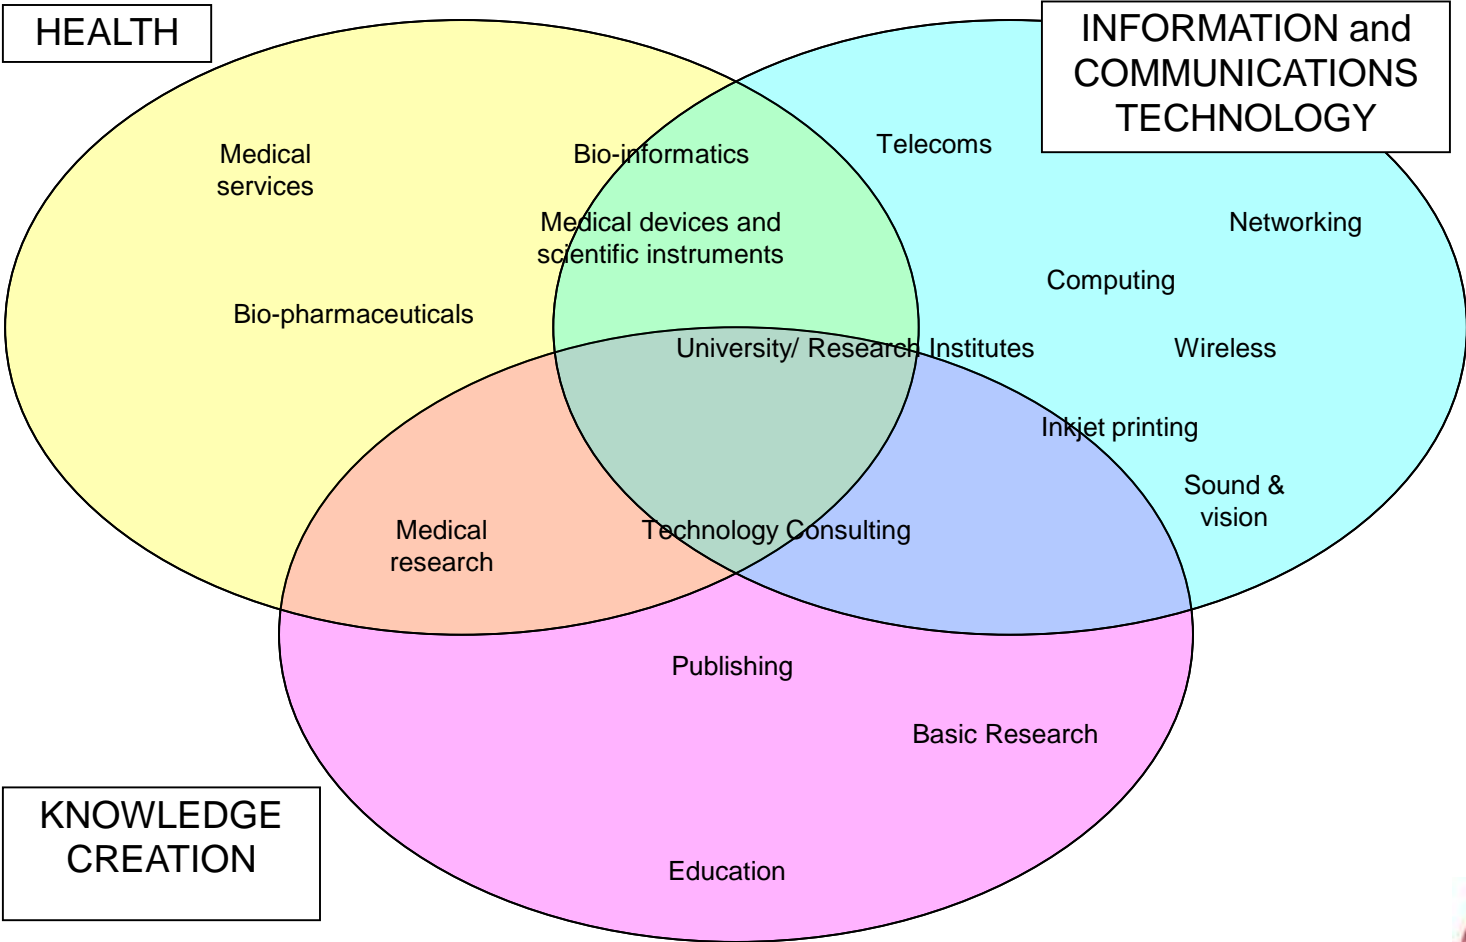 HEALTH
INFORMATION and
COMMUNICATIONS
TECHNOLOGY
Medical
services
Bio-informatics
Telecoms
Medical devices and
scientific instruments
Networking
Computing
Bio-pharmaceuticals
University/ Research Institutes
Wireless
Inkjet printing
Sound &
vision
Medical
research
Technology Consulting
Publishing
Basic Research
KNOWLEDGE
CREATION
Education